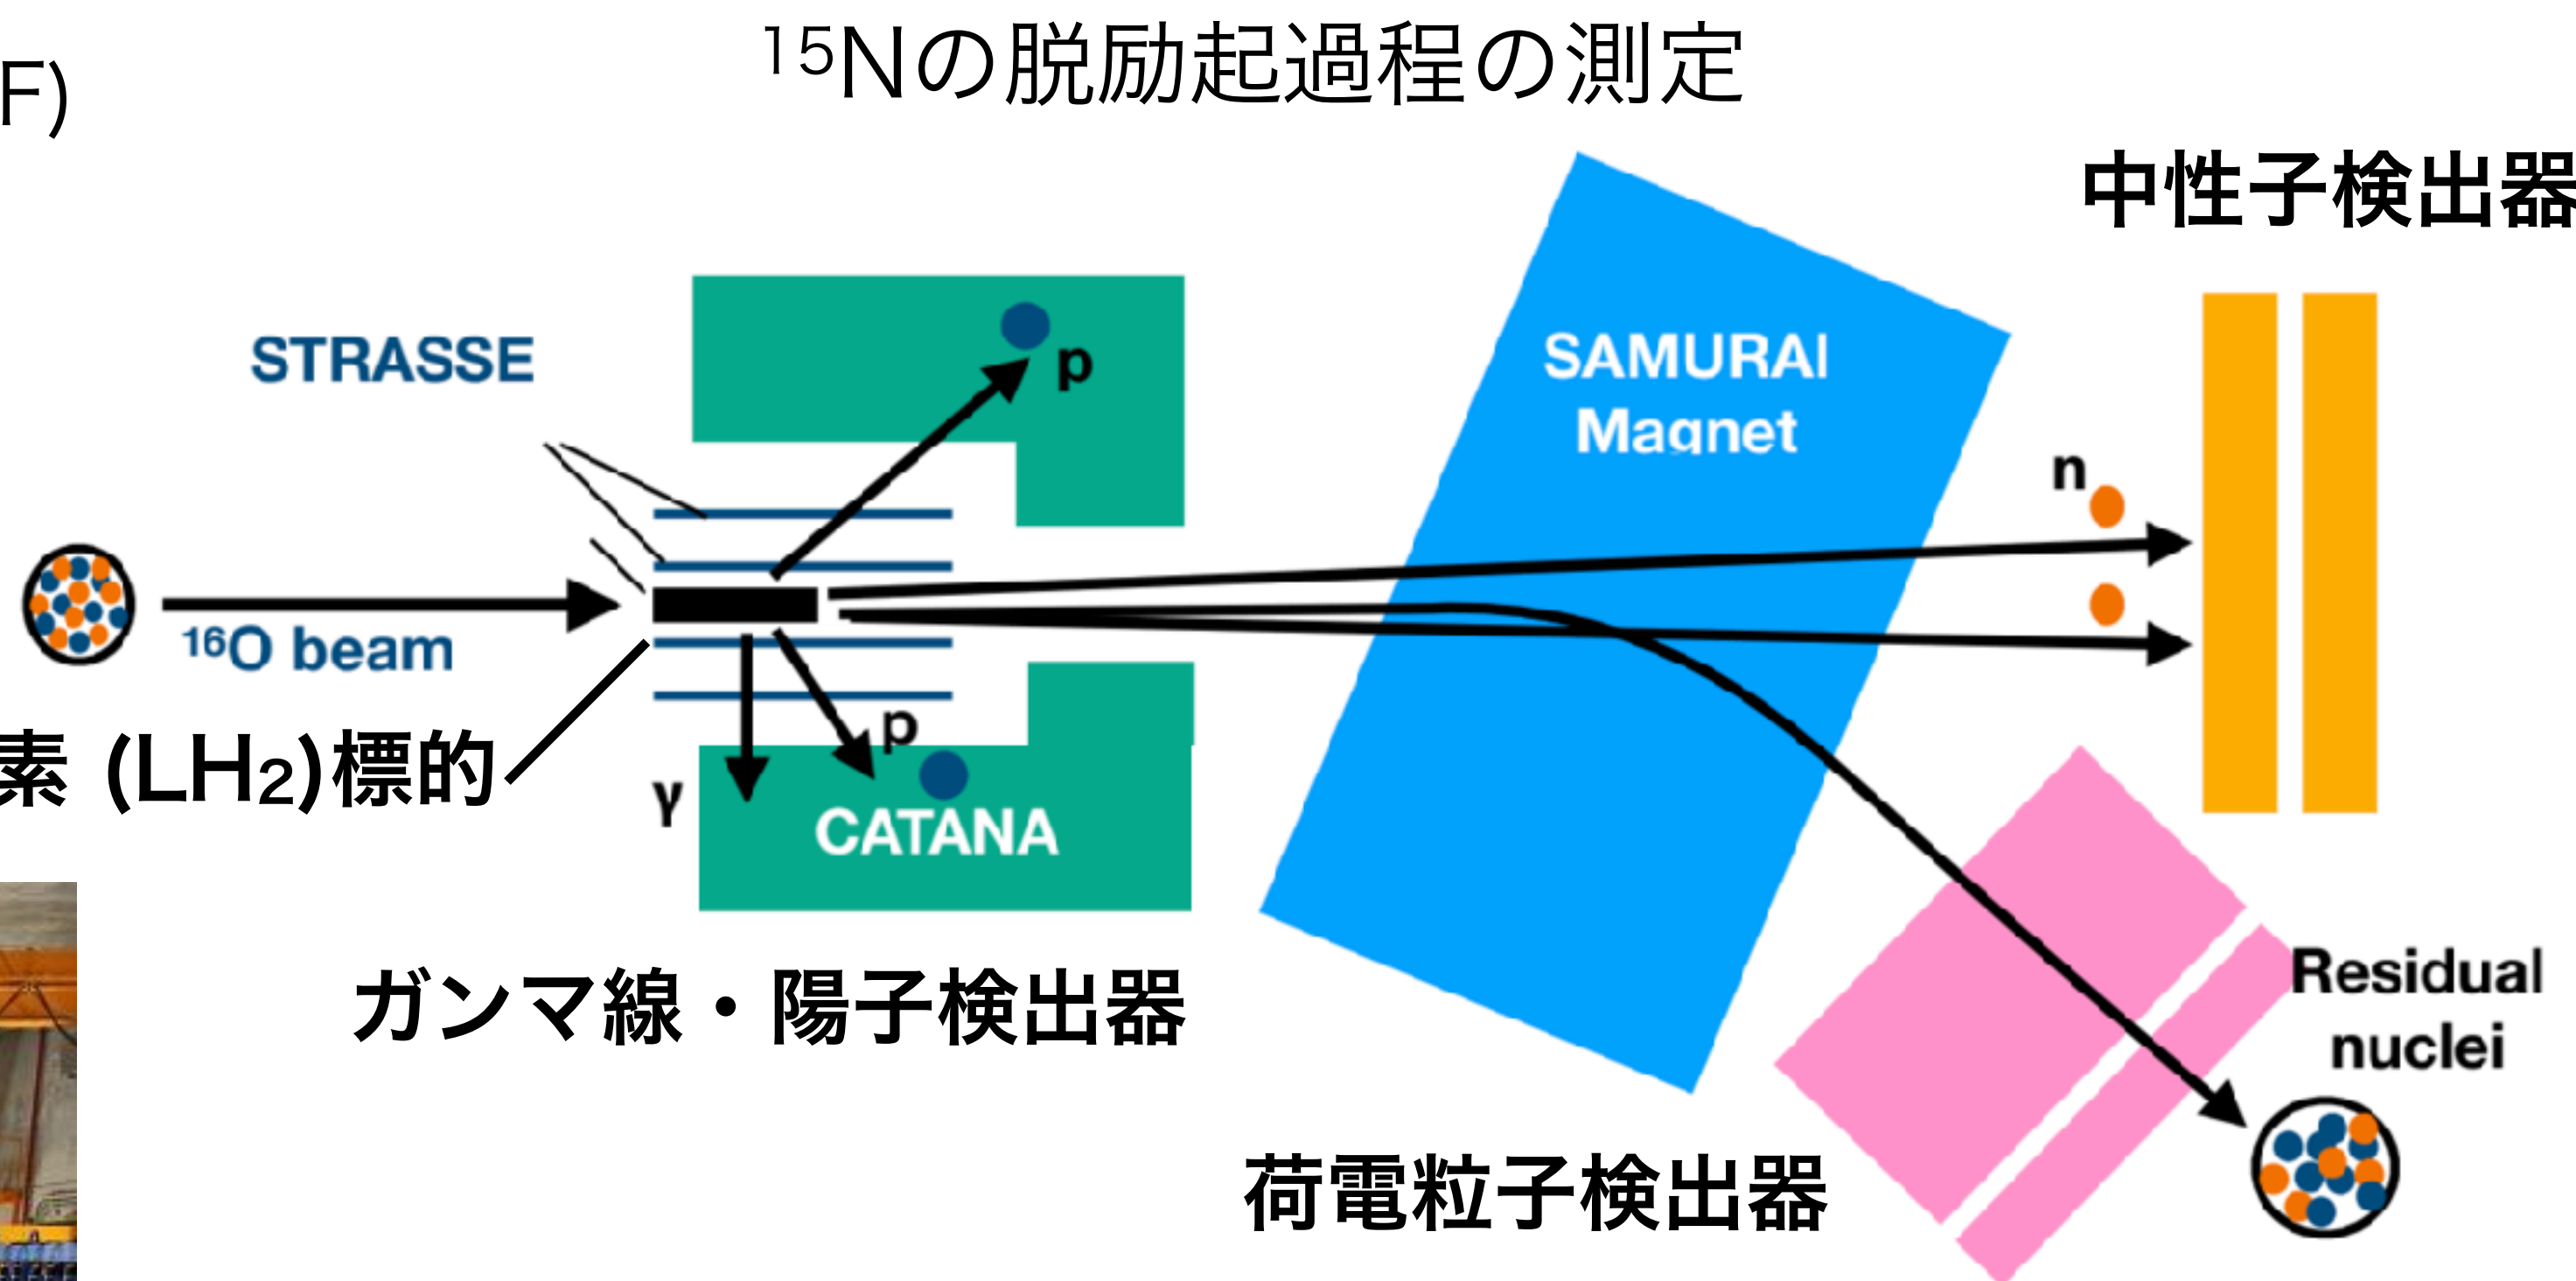 ¹⁵Nの脱励起過程の測定
F)
中性子検出器
STRASSE
p
SAMURAI
Magnet
n
¹⁶O beam
素 (LH₂)標的
p
γ
CATANA
ガンマ線・陽子検出器
Residual
nuclei
荷電粒子検出器